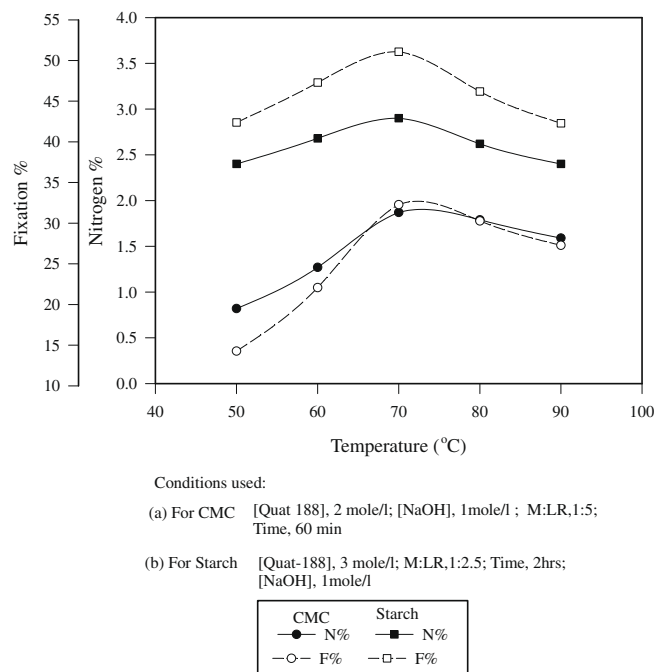 Fixation %
55
50
45
40
35
30
25
20
15
10
Nitrogen %
4.0
3.5
3.0
2.5
2.0
1.5
1.0
0.5
0.0
40 50 60 70 80 90 100
Temperature (°C)
Conditions used:
(a) For CMC [Quat 188], 2 mole/l; [NaOH], 1mole/l ; M:LR,1:5;
Time, 60 min
(b) For Starch [Quat-188], 3 mole/l; M:LR,1:2.5; Time, 2hrs;
[NaOH], 1mole/l
CMC Starch
N% N%
F% F%